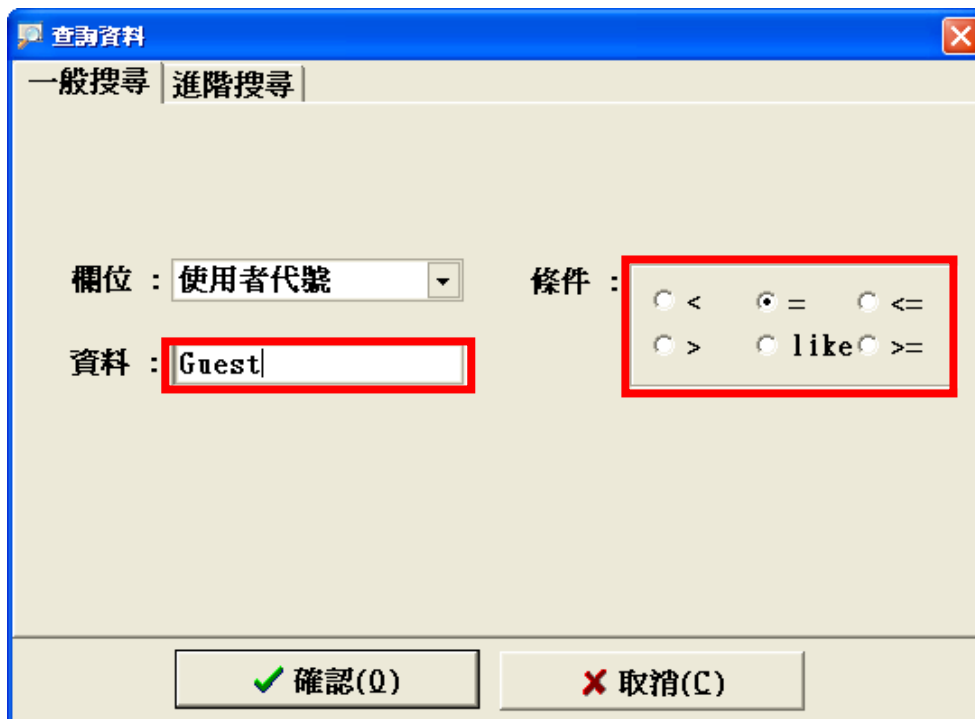 查詢資料
一般搜尋 進階搜尋
欄位 : 使用者代號 條件 : < = <=
> like >=
資料 : Guest
確認(O) 取消(C)